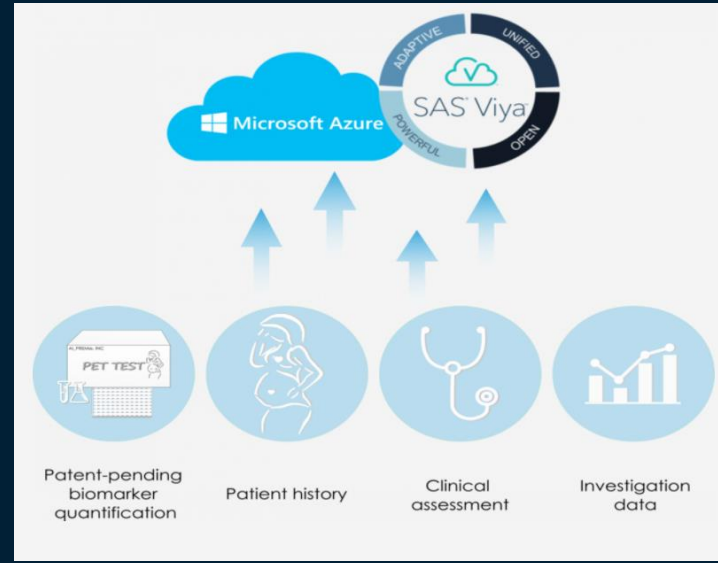 ADAPTIVE
UNIFIED
Microsoft Azure
SAS Viya
POWERFUL
OPEN
PET TEST
Patent-pending
biomarker
quantification
Patient history
Clinical
assessment
Investigation
data